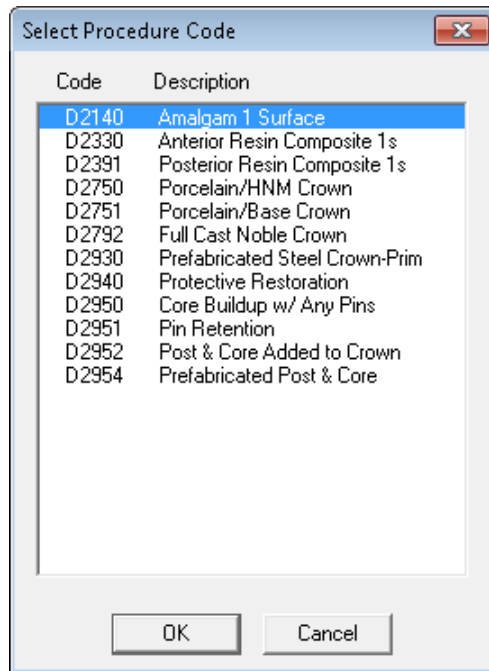 Select Procedure Code
Code Description
D2140 Amalgam 1 Surface
D2330 Anterior Resin Composite 1s
D2391 Posterior Resin Composite 1s
D2750 Porcelain/HNM Crown
D2751 Porcelain/Base Crown
D2792 Full Cast Noble Crown
D2930 Prefabricated Steel Crown-Prim
D2940 Protective Restoration
D2950 Core Buildup w/ Any Pins
D2951 Pin Retention
D2952 Post & Core Added to Crown
D2954 Prefabricated Post & Core
OK Cancel